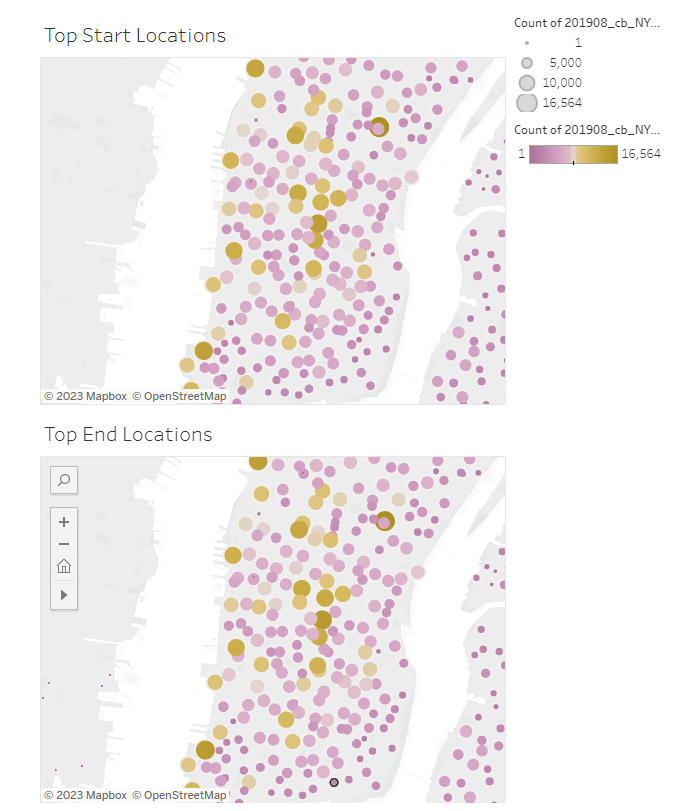 Top Start Locations
Count of 201908_cb_NY...
1
5,000
10,000
16,564
Count of 201908_cb_NY...
1 16,564
© 2023 Mapbox © OpenStreetMap
Top End Locations
© 2023 Mapbox © OpenStreetMap